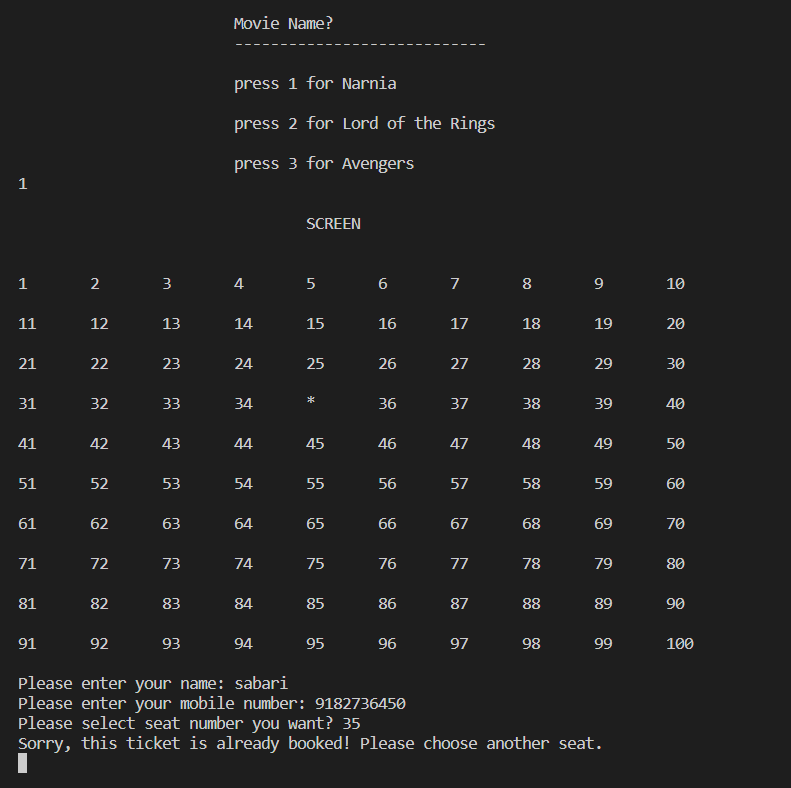 Movie Name?
----------------------------
press 1 for Narnia
press 2 for Lord of the Rings
press 3 for Avengers
1
SCREEN
1 2 3 4 5 6 7 8 9 10
11 12 13 14 15 16 17 18 19 20
21 22 23 24 25 26 27 28 29 30
31 32 33 34 * 36 37 38 39 40
41 42 43 44 45 46 47 48 49 50
51 52 53 54 55 56 57 58 59 60
61 62 63 64 65 66 67 68 69 70
71 72 73 74 75 76 77 78 79 80
81 82 83 84 85 86 87 88 89 90
91 92 93 94 95 96 97 98 99 100
Please enter your name: sabari
Please enter your mobile number: 9182736450
Please select seat number you want? 35
Sorry, this ticket is already booked! Please choose another seat.